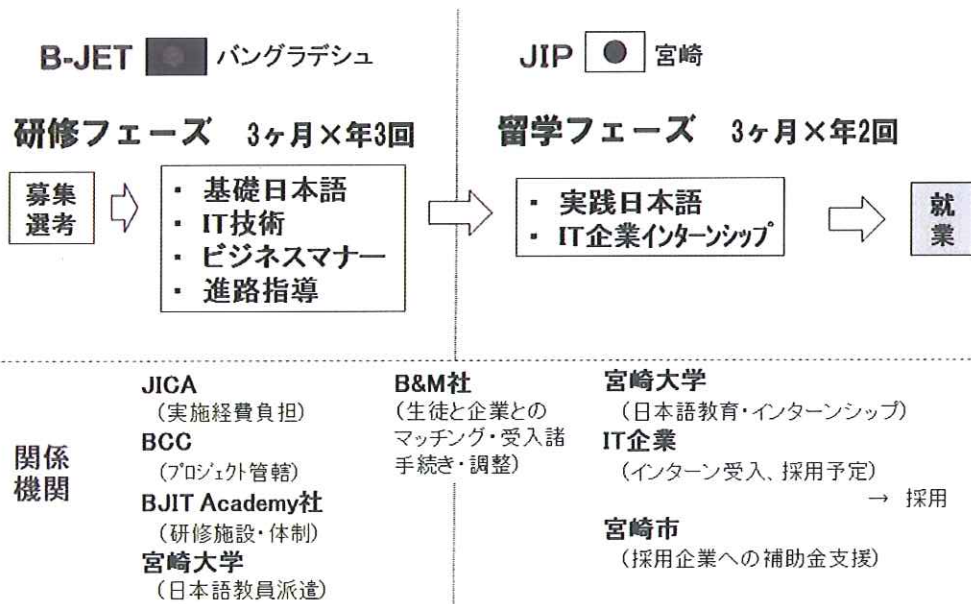 B-JET バングラデシュ
JIP 宮崎
研修フェーズ 3ヶ月×年3回
留学フェーズ 3ヶ月×年2回
募集
選考
・ 基礎日本語
・ IT技術
・ ビジネスマナー
・ 進路指導
・ 実践日本語
・ IT企業インターンシップ
就
業
関係
機関
JICA
（実施経費負担）
BCC
（プロジェクト管轄）
BJIT Academy社
（研修施設・体制）
宮崎大学
（日本語教員派遣）
B&M社
（生徒と企業との
マッチング・受入諸
手続き・調整）
宮崎大学
（日本語教育・インターンシップ）
IT企業
（インターン受入、採用予定）
→ 採用
宮崎市
（採用企業への補助金支援）